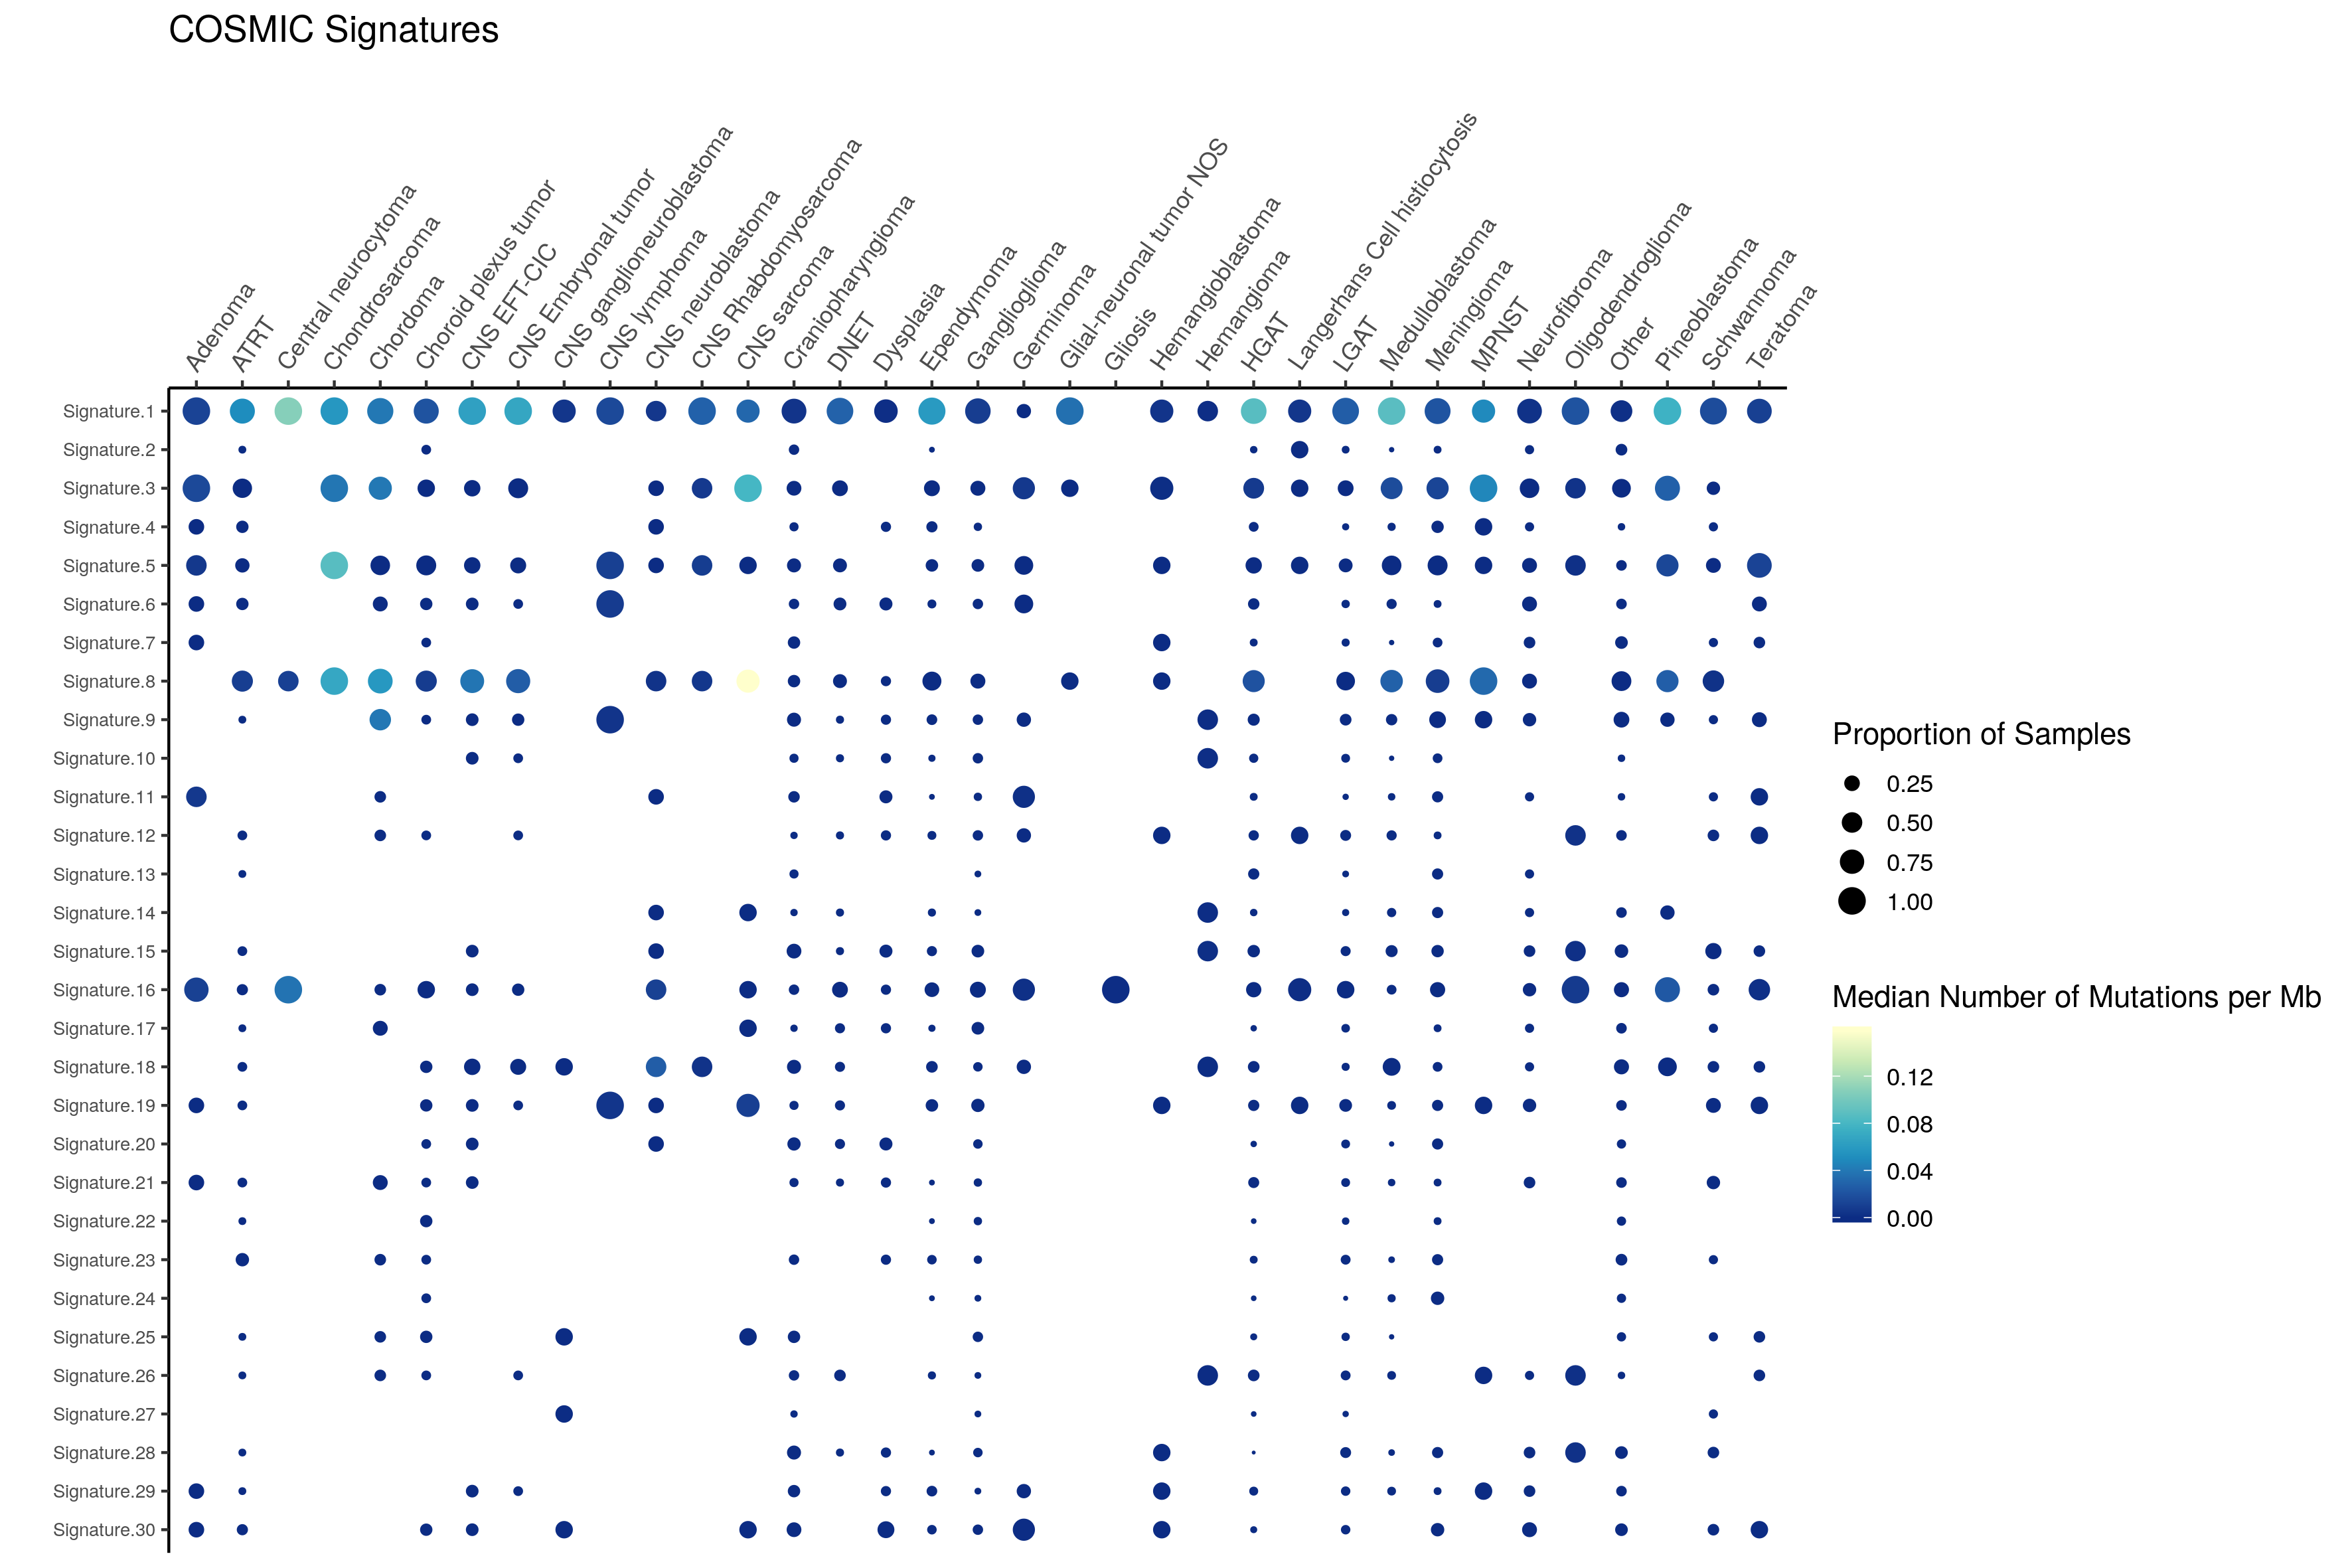 COSMIC Signatures
Adenoma
ATRT
Central neurocytoma
Chondrosarcoma
Chordoma
Choroid plexus tumor
CNS EFT-CIC
CNS Embryonal tumor
CNS ganglioneuroblastoma
CNS lymphoma
CNS neuroblastoma
CNS Rhabdomyosarcoma
CNS sarcoma
Craniopharyngioma
DNET
Dysplasia
Ependymoma
Ganglioglioma
Germinoma
Glial-neuronal tumor NOS
Gliosis
Hemangioblastoma
Hemangioma
HGAT
Langerhans Cell histiocytosis
LGAT
Medulloblastoma
Meningioma
MPNST
Neurofibroma
Oligodendroglioma
Other
Pineoblastoma
Schwannoma
Teratoma
Signature.1
Signature.2
Signature.3
Signature.4
Signature.5
Signature.6
Signature.7
Signature.8
Signature.9
Signature.10
Signature.11
Signature.12
Signature.13
Signature.14
Signature.15
Signature.16
Signature.17
Signature.18
Signature.19
Signature.20
Signature.21
Signature.22
Signature.23
Signature.24
Signature.25
Signature.26
Signature.27
Signature.28
Signature.29
Signature.30
Proportion of Samples
0.25
0.50
0.75
1.00
Median Number of Mutations per Mb
0.12
0.08
0.04
0.00